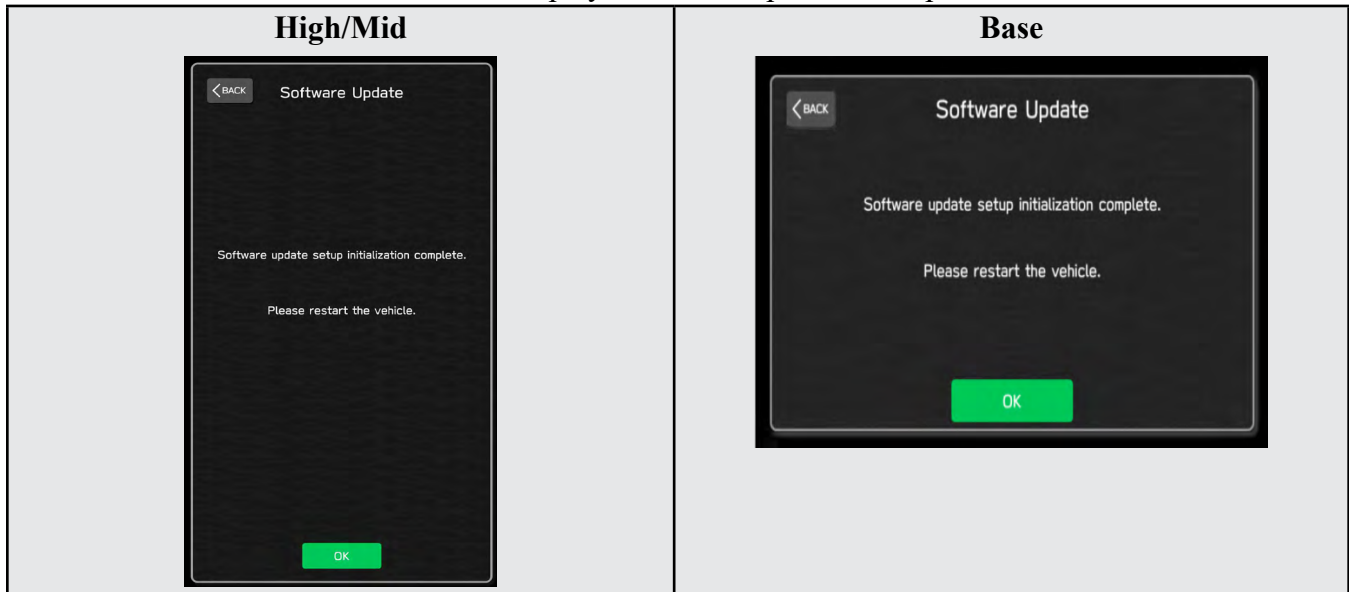 High/Mid
Base
BACK
Software Update
Software update setup initialization complete.
Please restart the vehicle.
OK
BACK
Software Update
Software update setup initialization complete.
Please restart the vehicle.
OK